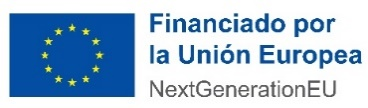 Financiado por
la Unión Europea
NextGenerationEU